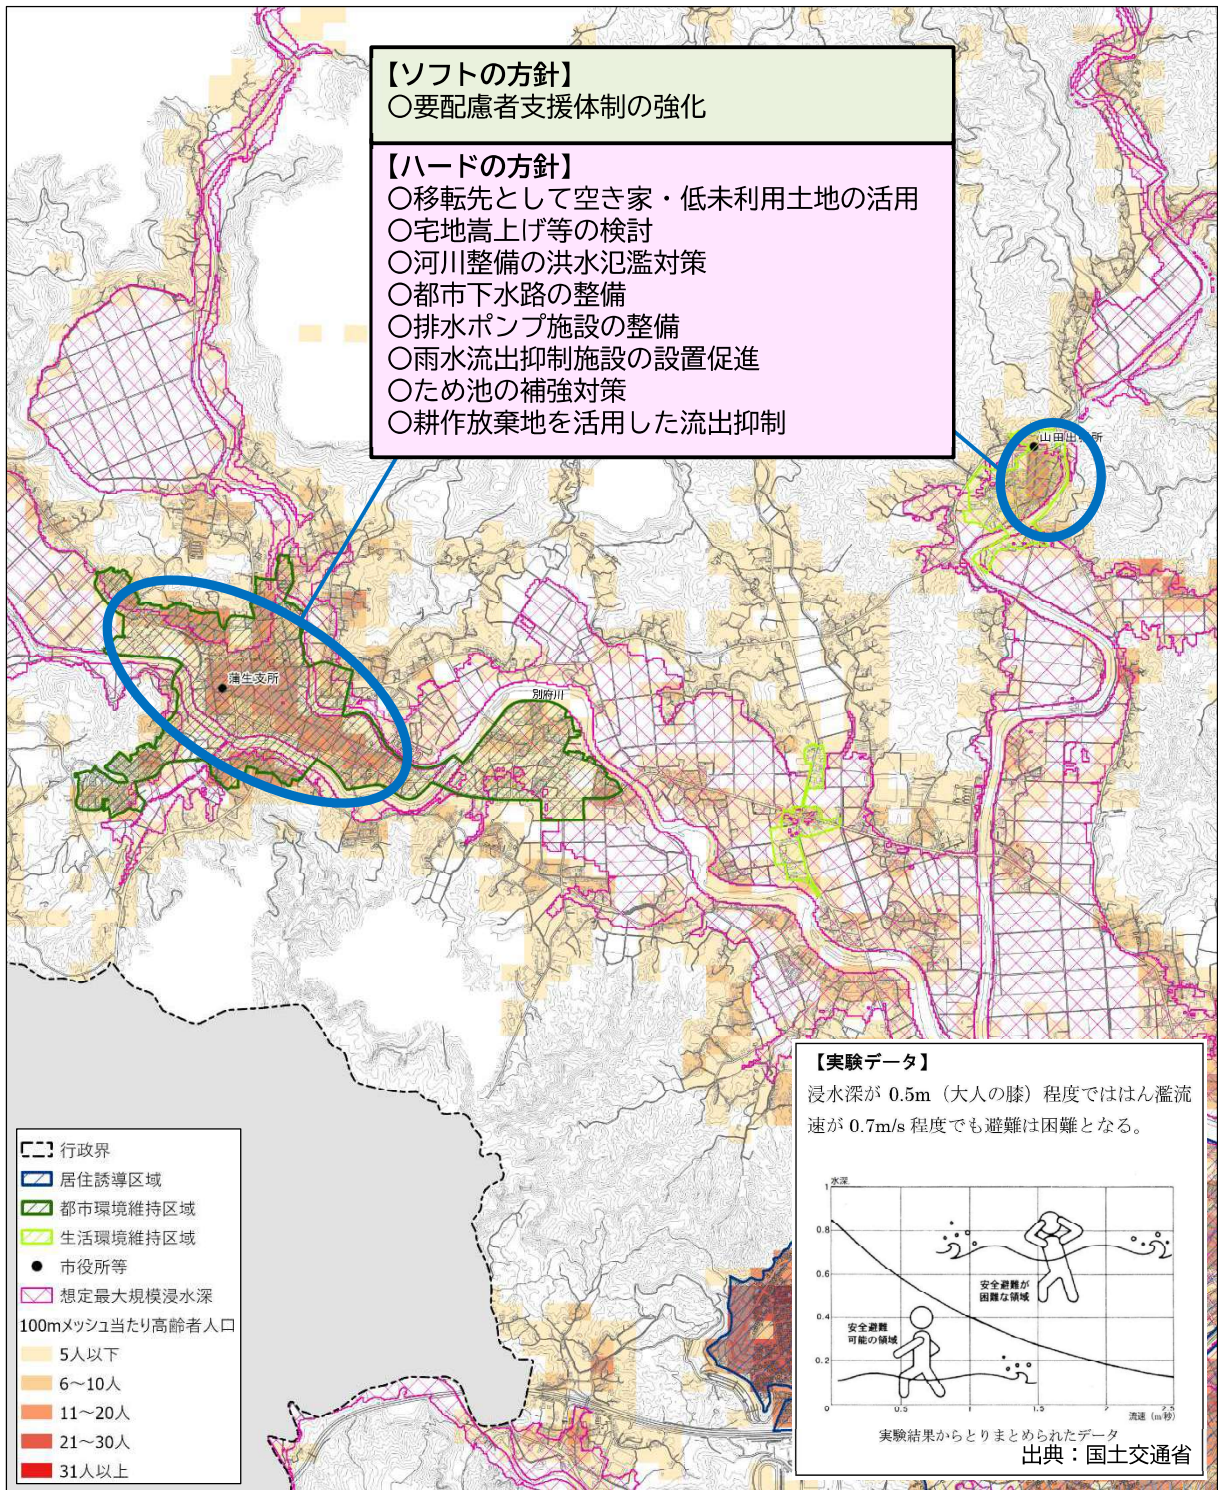 【ソフトの方針】
○要配慮者支援体制の強化
【ハードの方針】
○移転先として空き家・低未利用土地の活用
○宅地嵩上げ等の検討
○河川整備の洪水氾濫対策
○都市下水路の整備
○排水ポンプ施設の整備
○雨水流出抑制施設の設置促進
○ため池の補強対策
○耕作放棄地を活用した流出抑制
山田出張所
蒲生支所
別府川
【実験データ】
浸水深が 0.5m（大人の膝）程度でははん濫流
速が 0.7m/s 程度でも避難は困難となる。
水深
1
0.8
0.6
0.4
0.2
0
0.5
1
1.5
2
2.5
流速（m/秒）
安全避難が
困難な領域
安全避難
可能の領域
実験結果からとりまとめられたデータ
出典：国土交通省
行政界
居住誘導区域
都市環境維持区域
生活環境維持区域
市役所等
想定最大規模浸水深
100mメッシュ当たり高齢者人口
5人以下
6～10人
11～20人
21～30人
31人以上